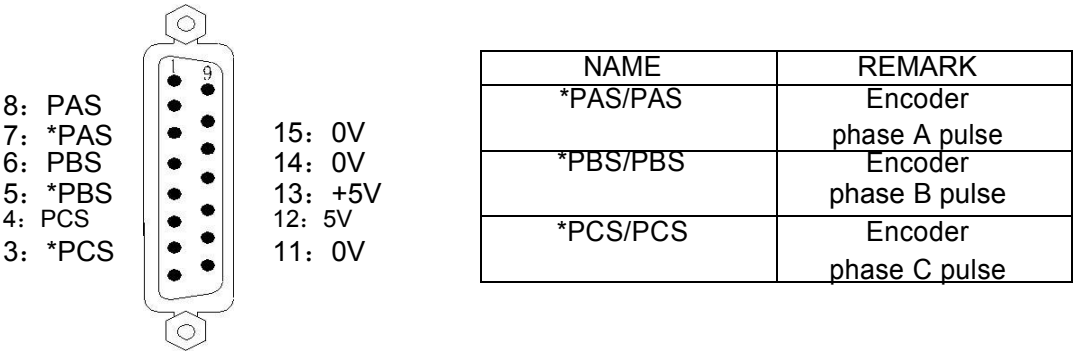 1
9
8：PAS
7：*PAS
6：PBS
5：*PBS
4：PCS
3：*PCS
15：0V
14：0V
13：+5V
12：5V
11：0V
NAME REMARK
*PAS/PAS Encoder
phase A pulse
*PBS/PBS Encoder
phase B pulse
*PCS/PCS Encoder
phase C pulse